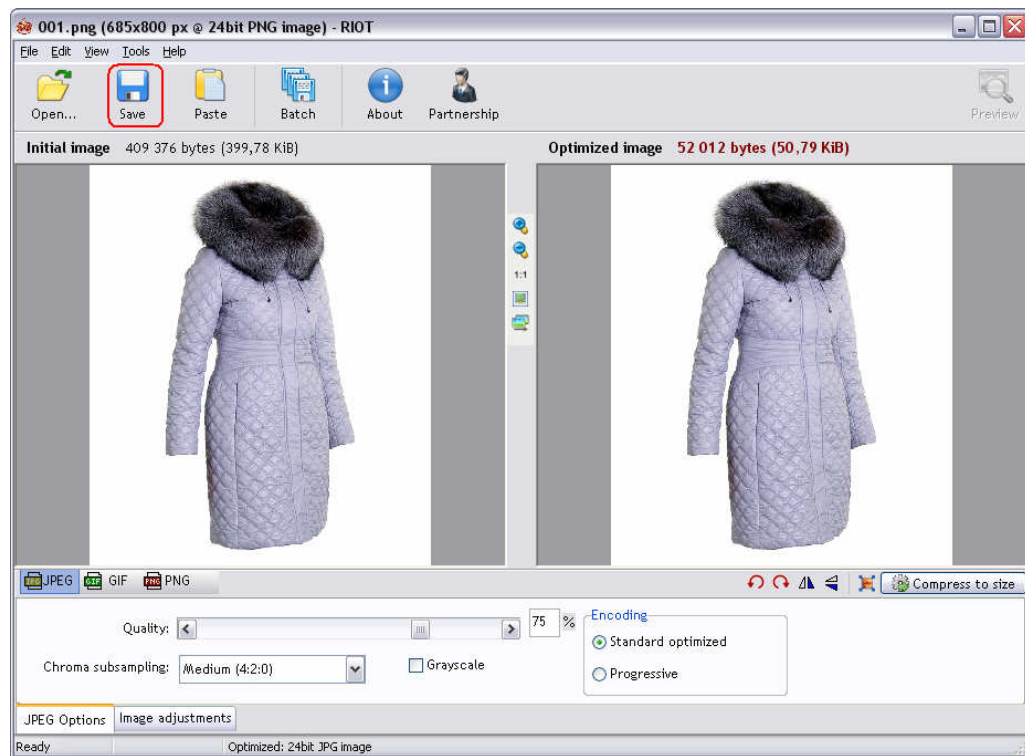 001.png (685x800 px @ 24bit PNG image) - RIOT
File Edit View Tools Help
Open... Save Paste Batch About Partnership Preview
Initial image 409 376 bytes (399,78 KiB) Optimized image 52 012 bytes (50,79 KiB)
1:1
JPEG GIF PNG Compress to size
Quality: 75 % Encoding
Standard optimized
Chroma subsampling: Medium (4:2:0) Grayscale
Progressive
JPEG Options Image adjustments
Ready Optimized: 24bit JPG image